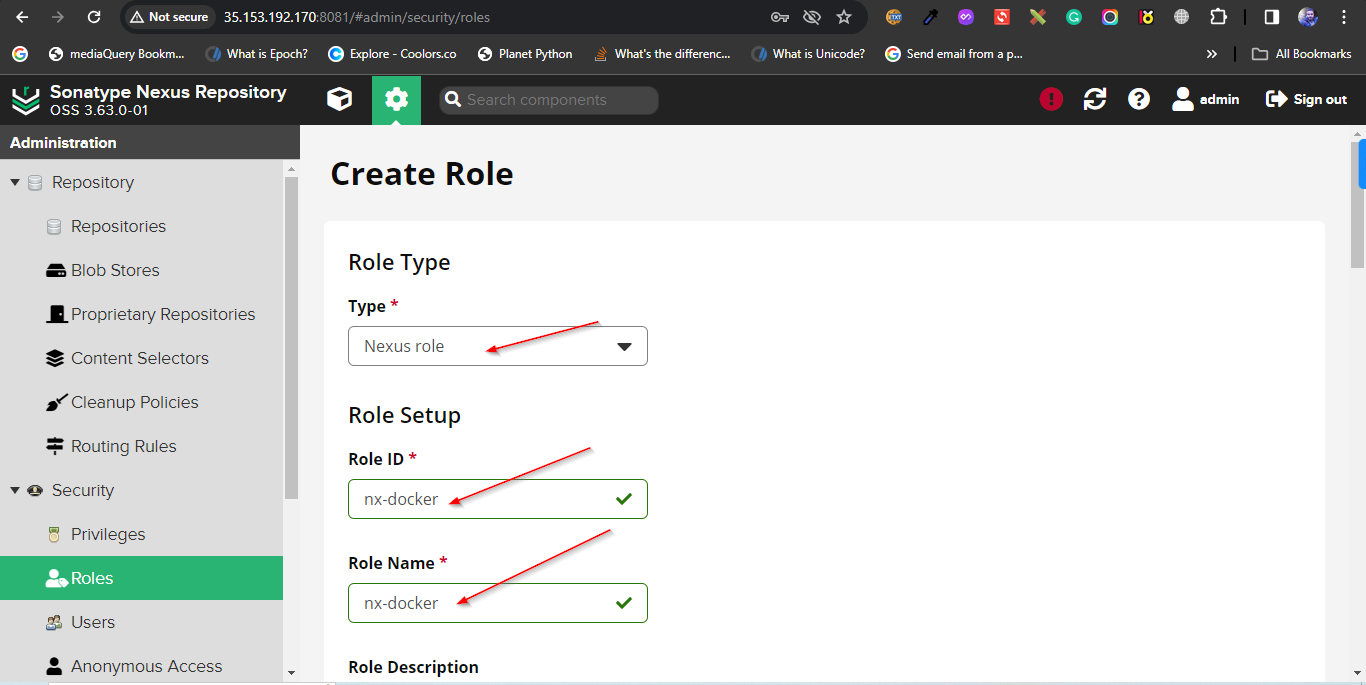 Not secure 35.153.192.170:8081/#admin/security/roles
mediaQuery Bookm... What is Epoch? Explore - Coolors.co Planet Python What's the differenc... What is Unicode? Send email from a p... » All Bookmarks
Sonatype Nexus Repository
OSS 3.63.0-01
Search components
admin
Sign out
Administration
Repository
Repositories
Blob Stores
Proprietary Repositories
Content Selectors
Cleanup Policies
Routing Rules
Security
Privileges
Roles
Users
Anonymous Access
Create Role
Role Type
Type *
Nexus role
Role Setup
Role ID *
nx-docker
Role Name *
nx-docker
Role Description